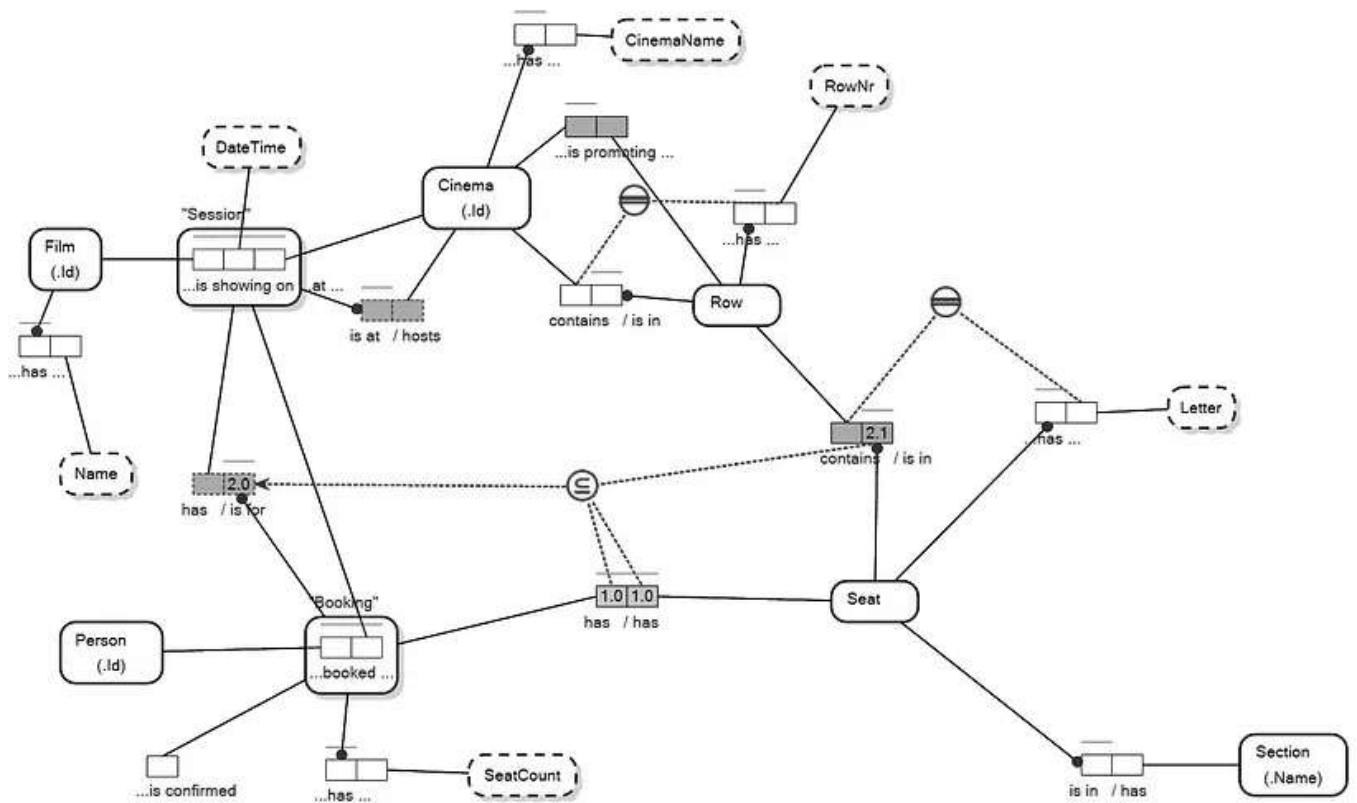 ...has ...
CinemaName
RowNr
DateTime
...is promoting ...
Cinema
(.Id)
"Session"
Film
(.Id)
...has ...
...is showing on _at ...
Row
contains / is in
is at / hosts
...has ...
Letter
2.1
...has ...
contains / is in
Name
2.0
has / is for
⊆
1.0 1.0
Seat
has / has
"Booking"
Person
(.Id)
...booked ...
Section
(.Name)
SeatCount
is in / has
...is confirmed
...has ...